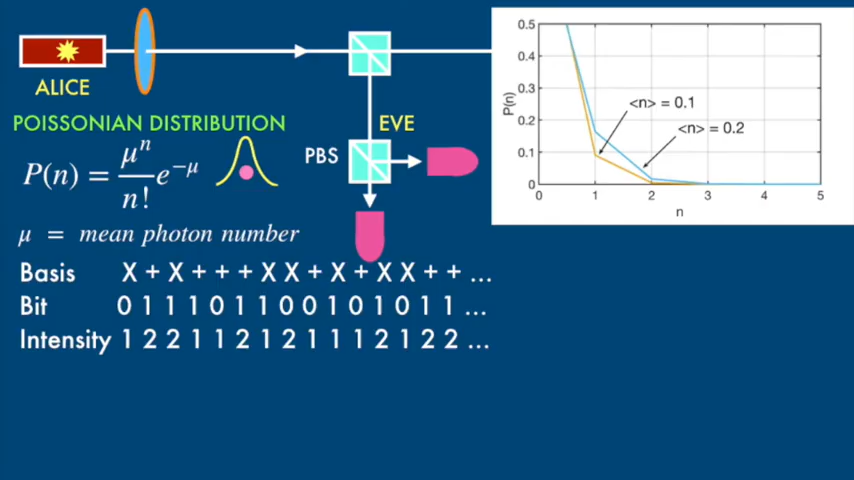 ALICE
POISSONIAN DISTRIBUTION
EVE
PBS
P(n) = μⁿ/n! e^−μ
μ = mean photon number
Basis X + X + + + X X + X + X X + + ...
Bit 0 1 1 1 0 1 1 0 0 1 0 1 0 1 1 ...
Intensity 1 2 2 1 1 2 1 2 1 1 1 2 1 2 2 ...
0.5
0.4
0.3
0.2
0.1
0
P(n)
<n> = 0.1
<n> = 0.2
0 1 2 3 4 5
n